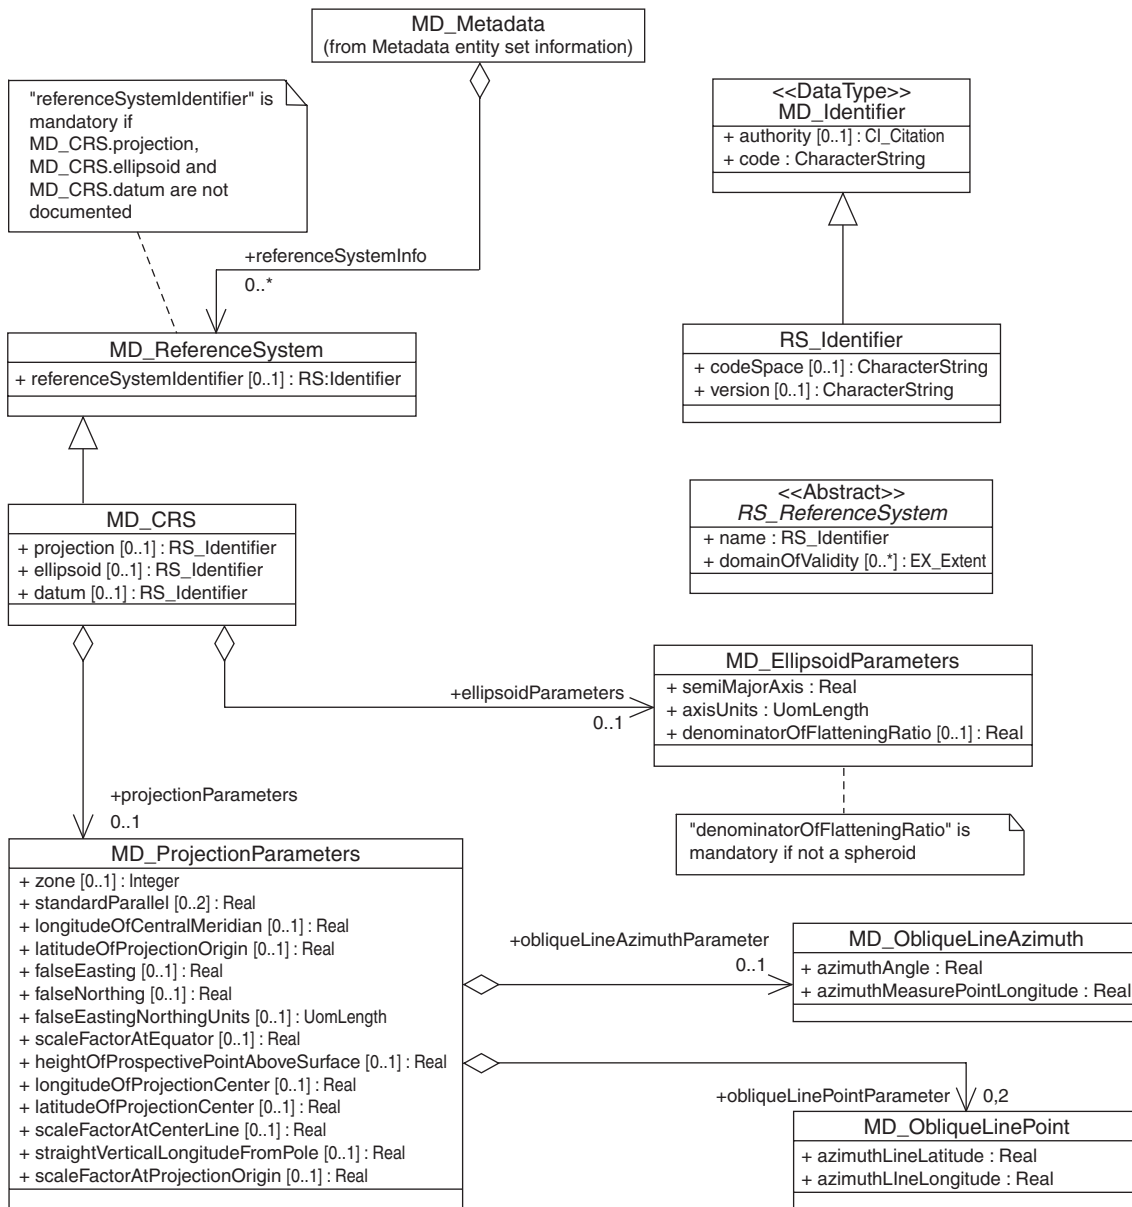 MD_Metadata
(from Metadata entity set information)
"referenceSystemIdentifier" is
mandatory if
MD_CRS.projection,
MD_CRS.ellipsoid and
MD_CRS.datum are not
documented
<<DataType>>
MD_Identifier
+ authority [0..1] : CI_Citation
+ code : CharacterString
+referenceSystemInfo
0..*
MD_ReferenceSystem
+ referenceSystemIdentifier [0..1] : RS:Identifier
RS_Identifier
+ codeSpace [0..1] : CharacterString
+ version [0..1] : CharacterString
MD_CRS
+ projection [0..1] : RS_Identifier
+ ellipsoid [0..1] : RS_Identifier
+ datum [0..1] : RS_Identifier
<<Abstract>>
RS_ReferenceSystem
+ name : RS_Identifier
+ domainOfValidity [0..*] : EX_Extent
+ellipsoidParameters
0..1
MD_EllipsoidParameters
+ semiMajorAxis : Real
+ axisUnits : UomLength
+ denominatorOfFlatteningRatio [0..1] : Real
+projectionParameters
0..1
"denominatorOfFlatteningRatio" is
mandatory if not a spheroid
MD_ProjectionParameters
+ zone [0..1] : Integer
+ standardParallel [0..2] : Real
+ longitudeOfCentralMeridian [0..1] : Real
+ latitudeOfProjectionOrigin [0..1] : Real
+ falseEasting [0..1] : Real
+ falseNorthing [0..1] : Real
+ falseEastingNorthingUnits [0..1] : UomLength
+ scaleFactorAtEquator [0..1] : Real
+ heightOfProspectivePointAboveSurface [0..1] : Real
+ longitudeOfProjectionCenter [0..1] : Real
+ latitudeOfProjectionCenter [0..1] : Real
+ scaleFactorAtCenterLine [0..1] : Real
+ straightVerticalLongitudeFromPole [0..1] : Real
+ scaleFactorAtProjectionOrigin [0..1] : Real
+obliqueLineAzimuthParameter
0..1
MD_ObliqueLineAzimuth
+ azimuthAngle : Real
+ azimuthMeasurePointLongitude : Real
+obliqueLinePointParameter
0,2
MD_ObliqueLinePoint
+ azimuthLineLatitude : Real
+ azimuthLIneLongitude : Real